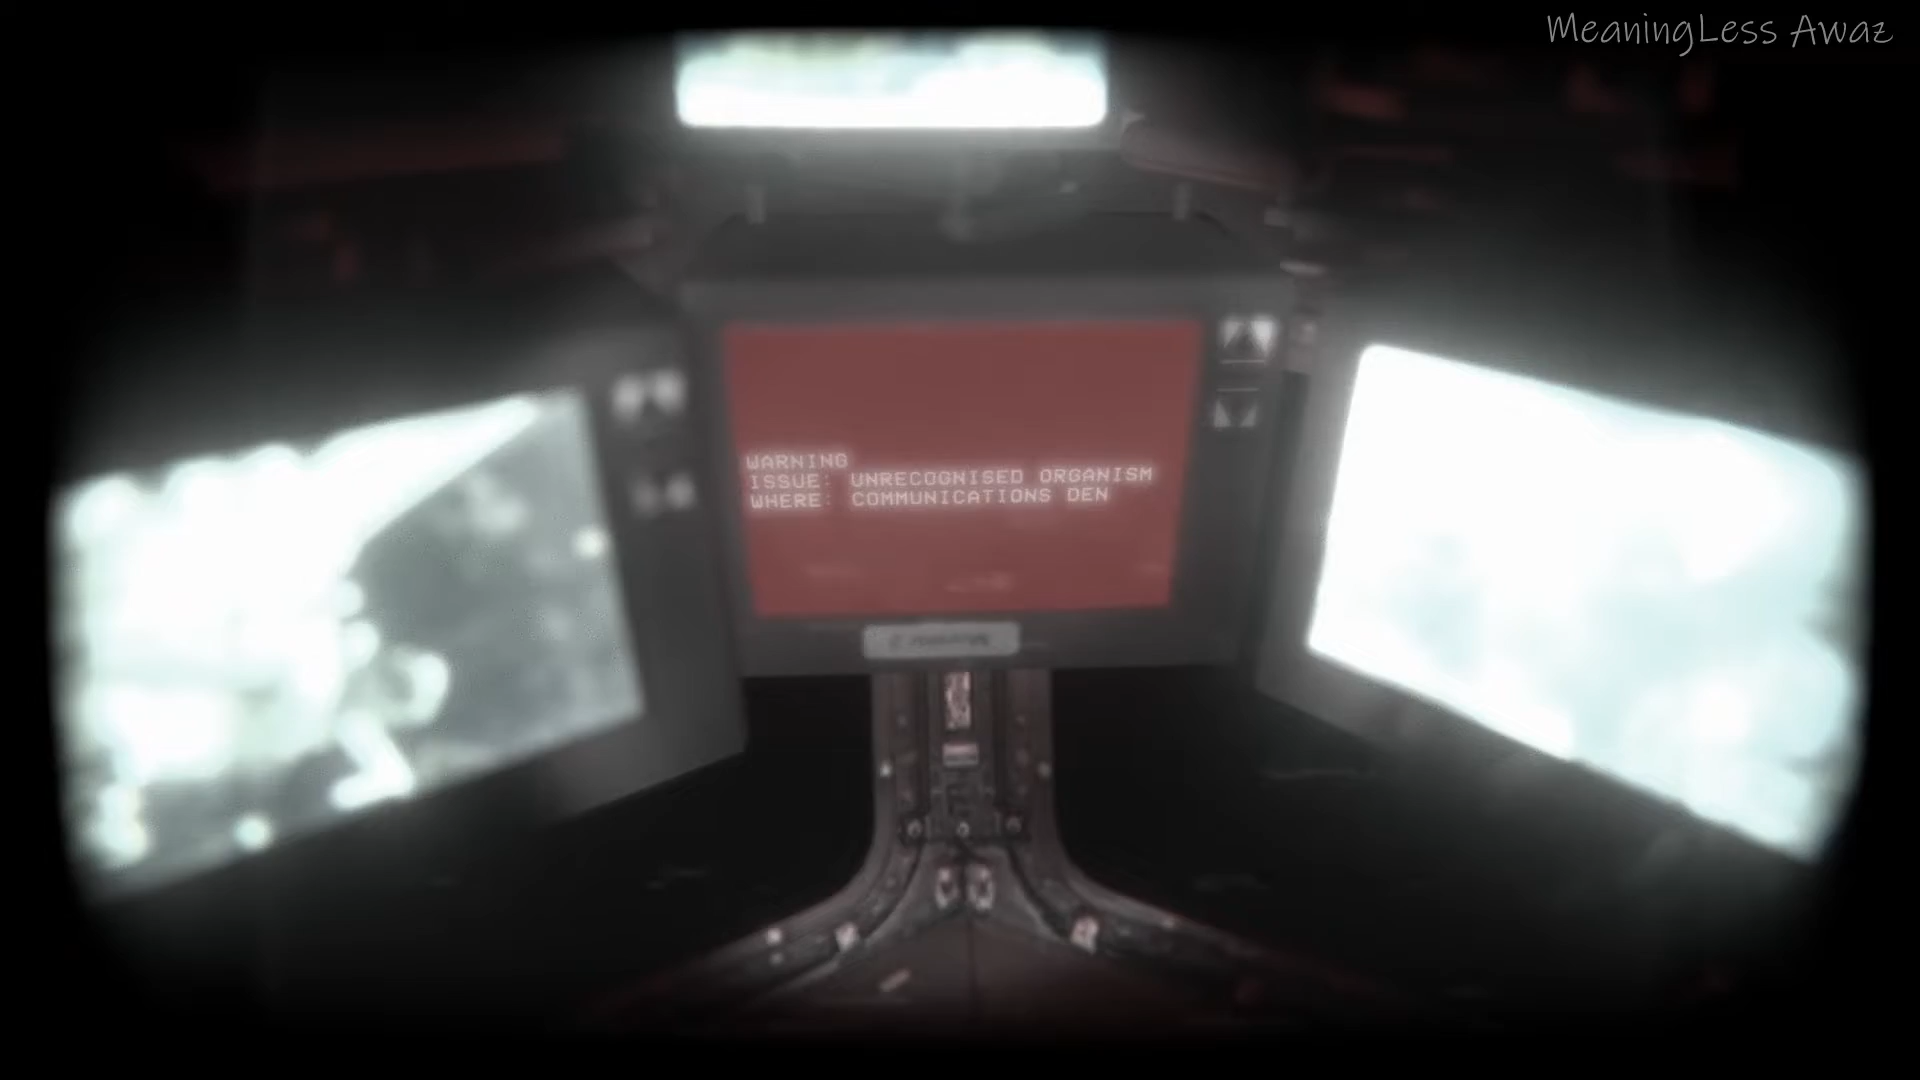 MeaningLess Awaz
WARNING
ISSUE: UNRECOGNISED ORGANISM
WHERE: COMMUNICATIONS DEN